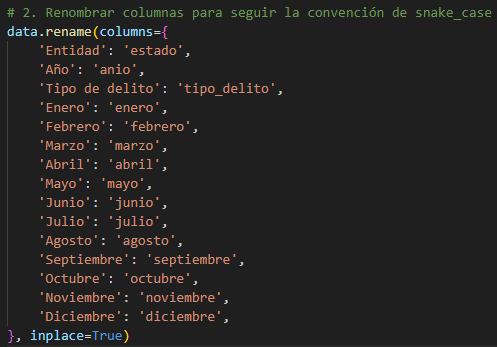 # 2. Renombrar columnas para seguir la convención de snake_case
data.rename(columns={
    'Entidad': 'estado',
    'Año': 'anio',
    'Tipo de delito': 'tipo_delito',
    'Enero': 'enero',
    'Febrero': 'febrero',
    'Marzo': 'marzo',
    'Abril': 'abril',
    'Mayo': 'mayo',
    'Junio': 'junio',
    'Julio': 'julio',
    'Agosto': 'agosto',
    'Septiembre': 'septiembre',
    'Octubre': 'octubre',
    'Noviembre': 'noviembre',
    'Diciembre': 'diciembre',
}, inplace=True)